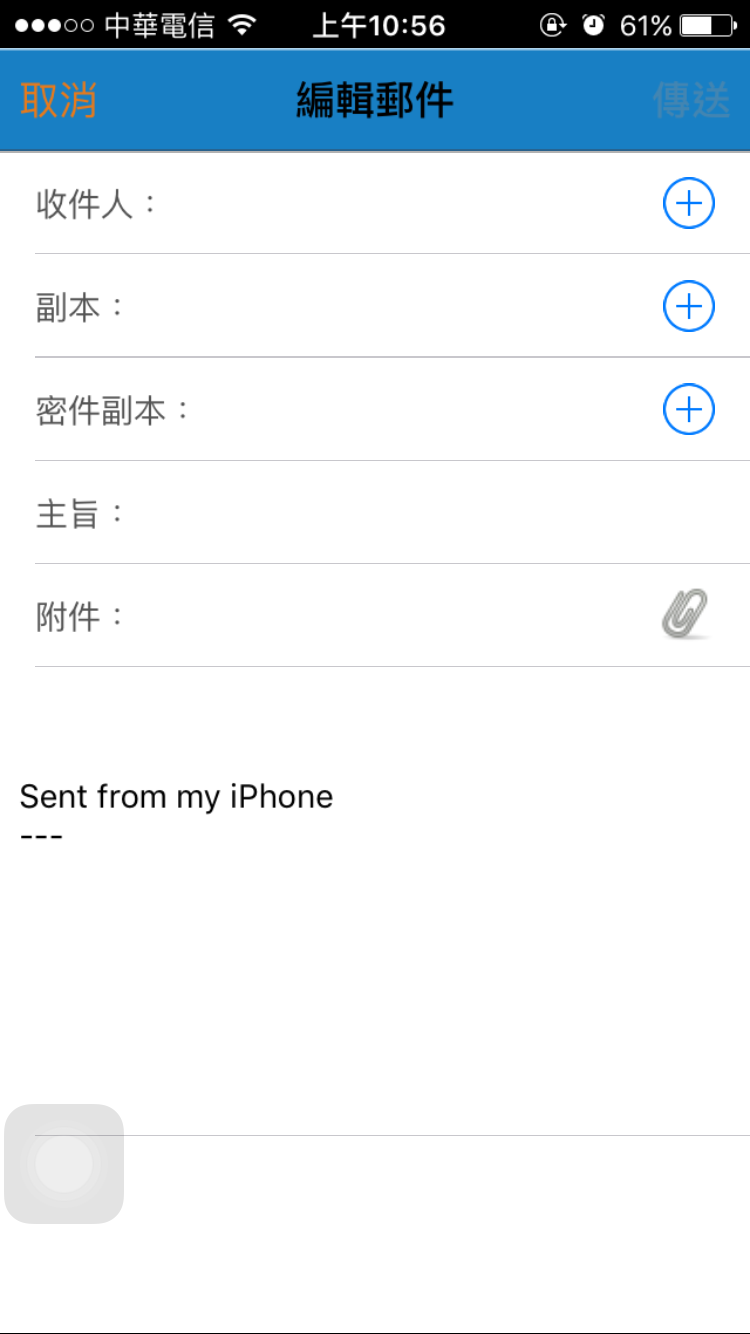 中華電信 上午10:56 61%
取消 編輯郵件 傳送
收件人：
副本：
密件副本：
主旨：
附件：
Sent from my iPhone
---